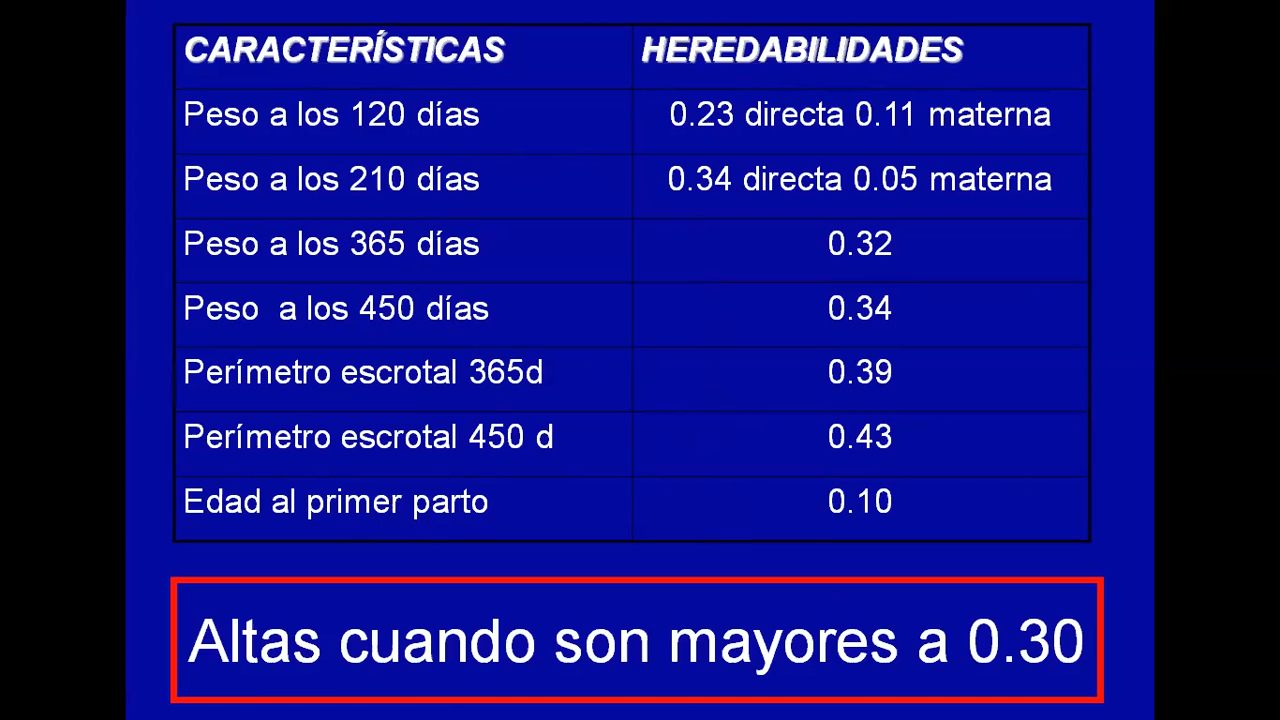 CARACTERÍSTICAS HEREDABILIDADES
Peso a los 120 días 0.23 directa 0.11 materna
Peso a los 210 días 0.34 directa 0.05 materna
Peso a los 365 días 0.32
Peso a los 450 días 0.34
Perímetro escrotal 365d 0.39
Perímetro escrotal 450 d 0.43
Edad al primer parto 0.10
Altas cuando son mayores a 0.30